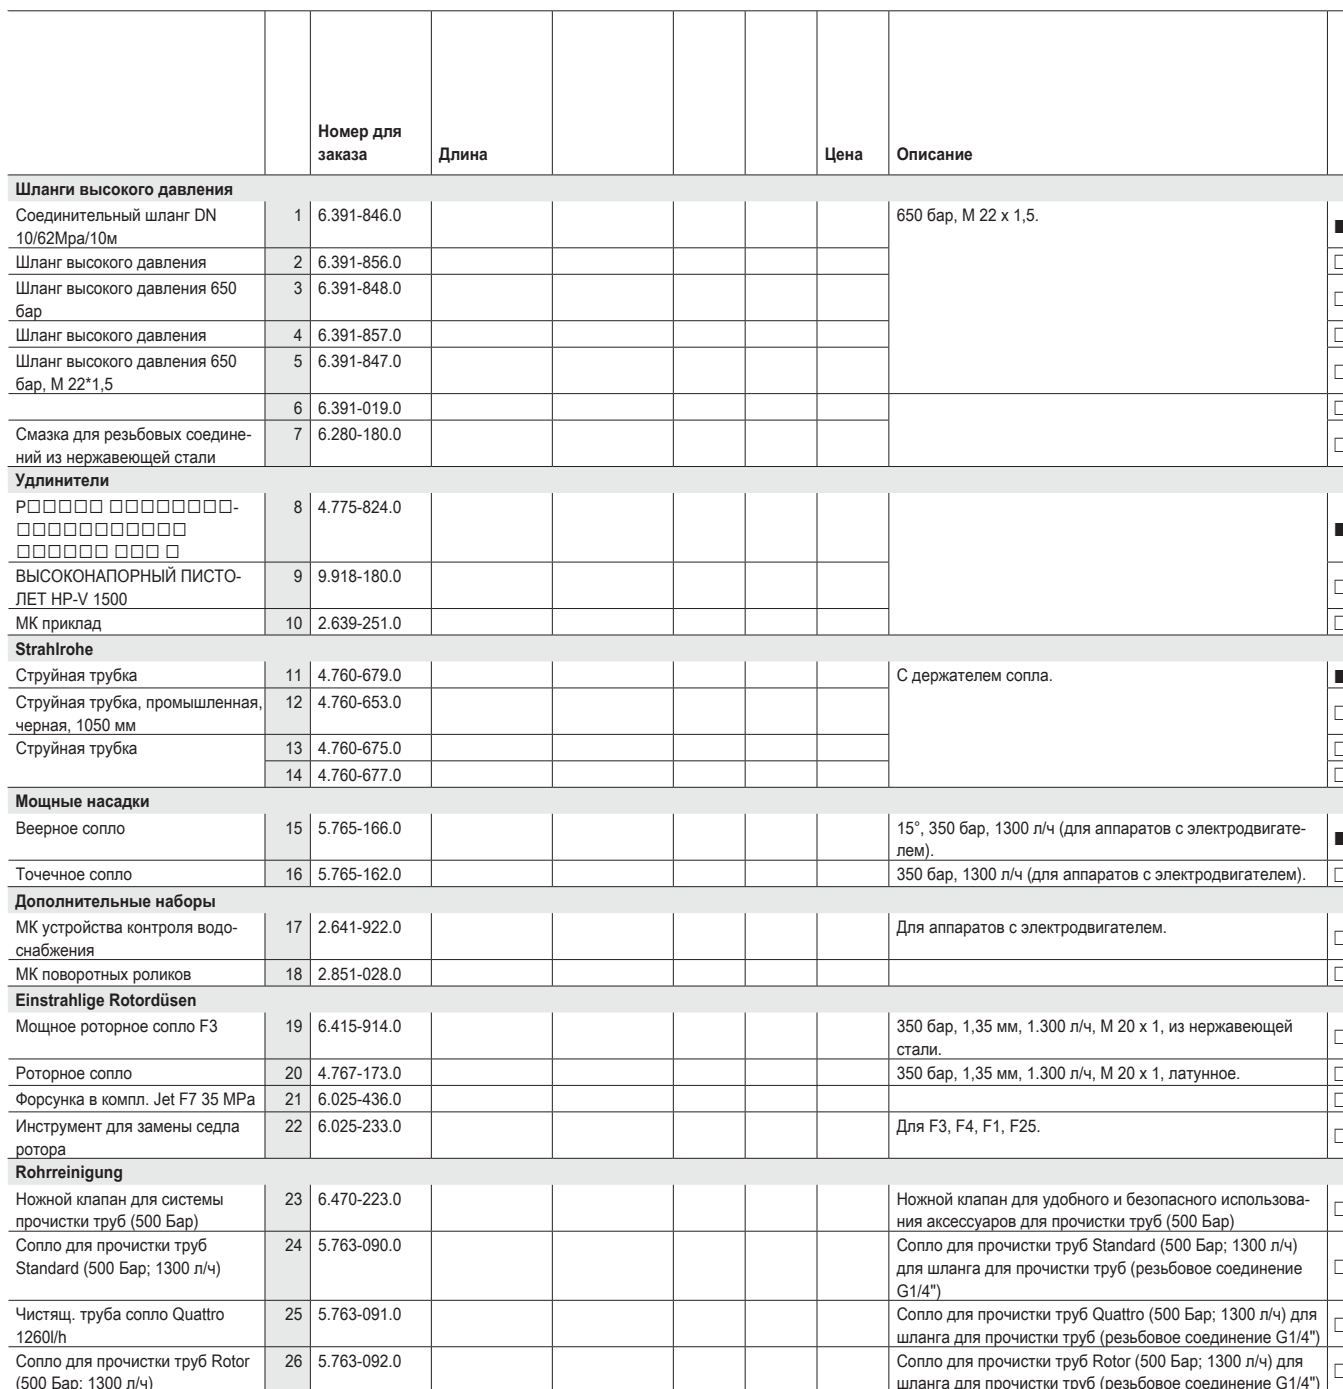 Номер для
заказа
Длина
Цена
Описание
Шланги высокого давления
Соединительный шланг DN
10/62Mpa/10м
1 6.391-846.0
650 бар, M 22 x 1,5.
Шланг высокого давления 2 6.391-856.0
Шланг высокого давления 650
бар
3 6.391-848.0
Шланг высокого давления 4 6.391-857.0
Шланг высокого давления 650
бар, M 22*1,5
5 6.391-847.0
6 6.391-019.0
Смазка для резьбовых соедине-
ний из нержавеющей стали
7 6.280-180.0
Удлинители
P□□□□□ □□□□□□□□-
□□□□□□□□□□□
□□□□□□ □□□ □
8 4.775-824.0
ВЫСОКОНАПОРНЫЙ ПИСТО-
ЛЕТ HP-V 1500
9 9.918-180.0
МК приклад 10 2.639-251.0
Strahlrohe
Струйная трубка 11 4.760-679.0 С держателем сопла.
Струйная трубка, промышленная,
черная, 1050 мм
12 4.760-653.0
Струйная трубка 13 4.760-675.0
14 4.760-677.0
Мощные насадки
Веерное сопло 15 5.765-166.0 15°, 350 бар, 1300 л/ч (для аппаратов с электродвигате-
лем).
Точечное сопло 16 5.765-162.0 350 бар, 1300 л/ч (для аппаратов с электродвигателем).
Дополнительные наборы
МК устройства контроля водо-
снабжения
17 2.641-922.0 Для аппаратов с электродвигателем.
МК поворотных роликов 18 2.851-028.0
Einstrahlige Rotordüsen
Мощное роторное сопло F3 19 6.415-914.0 350 бар, 1,35 мм, 1.300 л/ч, M 20 x 1, из нержавеющей
стали.
Роторное сопло 20 4.767-173.0 350 бар, 1,35 мм, 1.300 л/ч, M 20 x 1, латунное.
Форсунка в компл. Jet F7 35 MPa 21 6.025-436.0
Инструмент для замены седла
ротора
22 6.025-233.0 Для F3, F4, F1, F25.
Rohrreinigung
Ножной клапан для системы
прочистки труб (500 Бар)
23 6.470-223.0
Ножной клапан для удобного и безопасного использова-
ния аксессуаров для прочистки труб (500 Бар)
Сопло для прочистки труб
Standard (500 Бар; 1300 л/ч)
24 5.763-090.0
Сопло для прочистки труб Standard (500 Бар; 1300 л/ч)
для шланга для прочистки труб (резьбовое соединение
G1/4")
Чистящ. труба сопло Quattro
1260l/h
25 5.763-091.0
Сопло для прочистки труб Quattro (500 Бар; 1300 л/ч) для
шланга для прочистки труб (резьбовое соединение G1/4")
Сопло для прочистки труб Rotor
(500 Бар; 1300 л/ч)
26 5.763-092.0
Сопло для прочистки труб Rotor (500 Бар; 1300 л/ч) для
шланга для прочистки труб (резьбовое соединение G1/4")